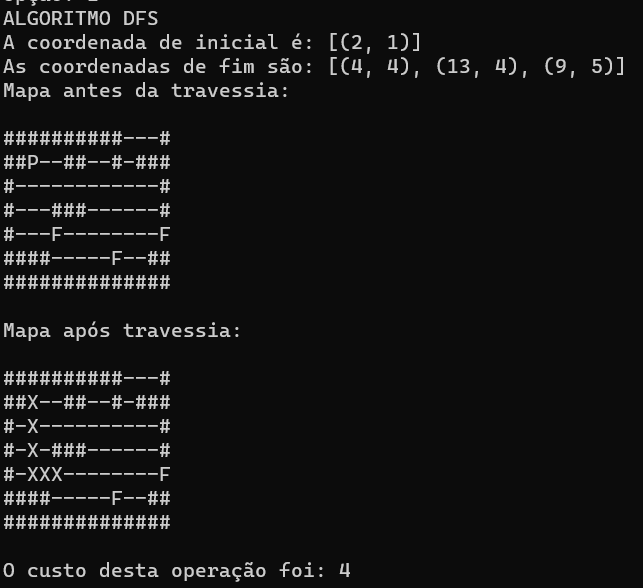 ALGORITMO DFS
A coordenada de inicial é: [(2, 1)]
As coordenadas de fim são: [(4, 4), (13, 4), (9, 5)]
Mapa antes da travessia:
##########---#
##P--##--#-###
#------------#
#---###------#
#---F--------F
####-----F--##
##############
Mapa após travessia:
##########---#
##X--##--#-###
#-X----------#
#-X-###------#
#-XXX--------F
####-----F--##
##############
O custo desta operação foi: 4